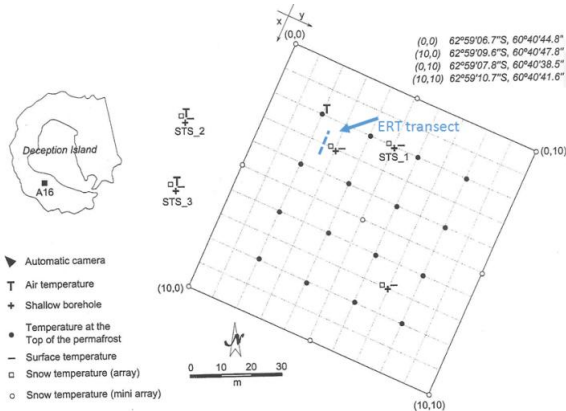 x y
(0,0)
(0,0) 62º59'06.7"S, 60º40'44.8"
(10,0) 62º59'09.6"S, 60º40'47.8"
(0,10) 62º59'07.8"S, 60º40'38.5"
(10,10) 62º59'10.7"S, 60º40'41.6"
T
ERT transect
T
STS_2
STS_1
(0,10)
Deception Island
A16
T
STS_3
Automatic camera
T Air temperature
Shallow borehole
Temperature at the
Top of the permafrost
Surface temperature
Snow temperature (array)
Snow temperature (mini array)
(10,0)
N
0 10 20 30
m
(10,10)